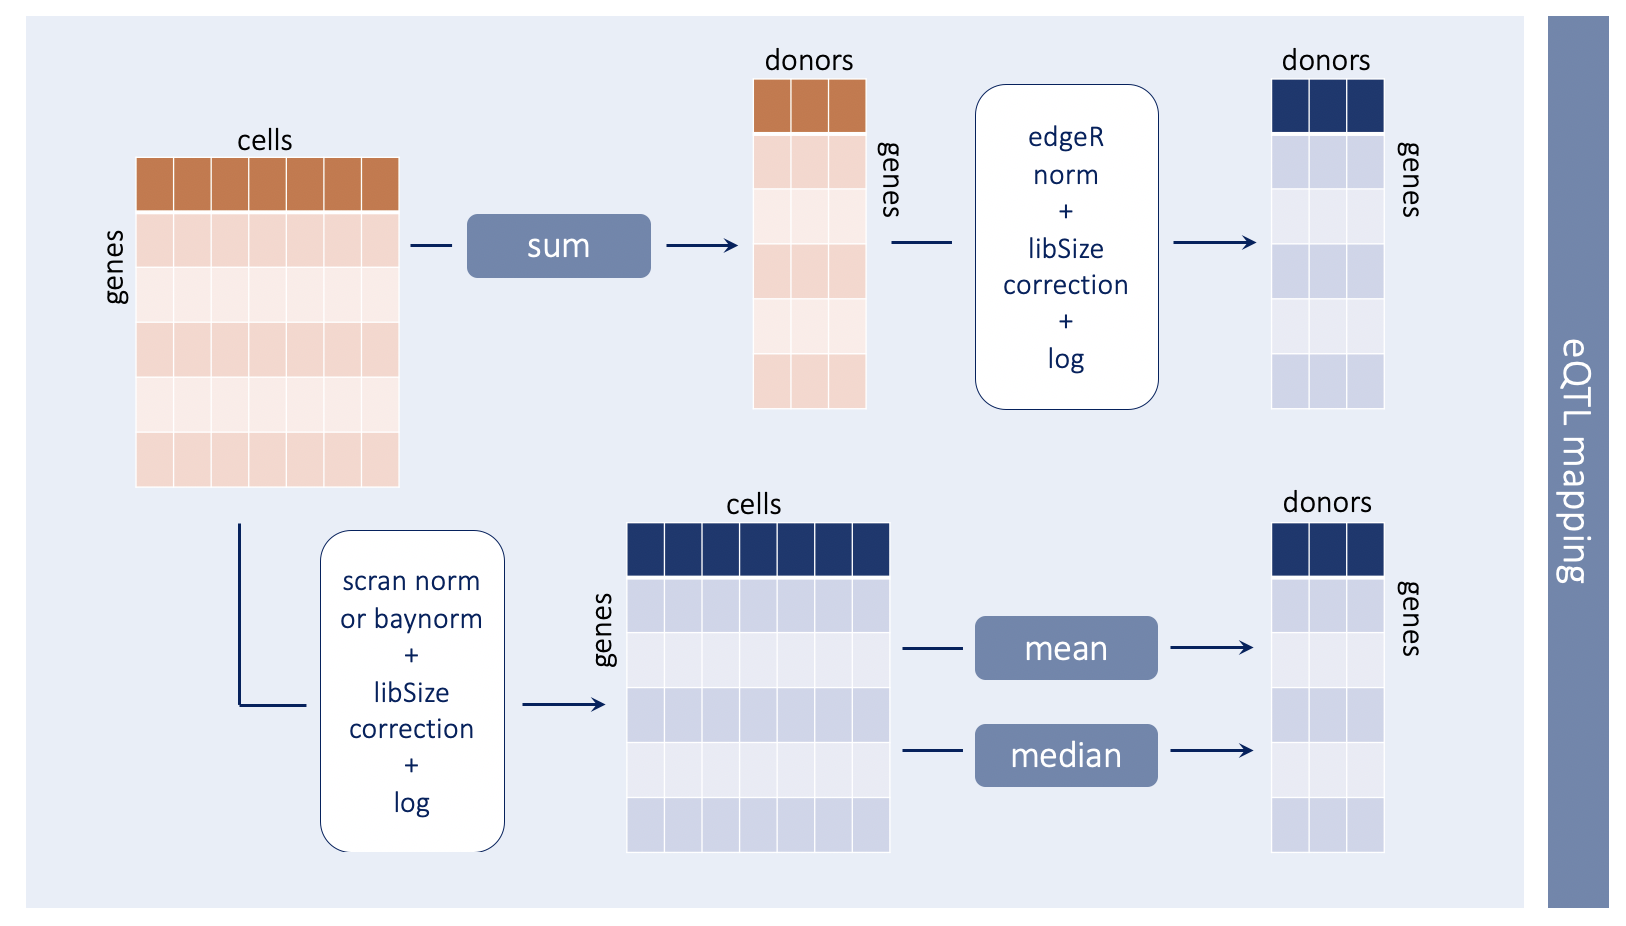 cells
genes
sum
donors
genes
edgeR
norm
+
libSize
correction
+
log
donors
genes
scran norm
or baynorm
+
libSize
correction
+
log
cells
genes
mean
median
donors
genes
eQTL mapping